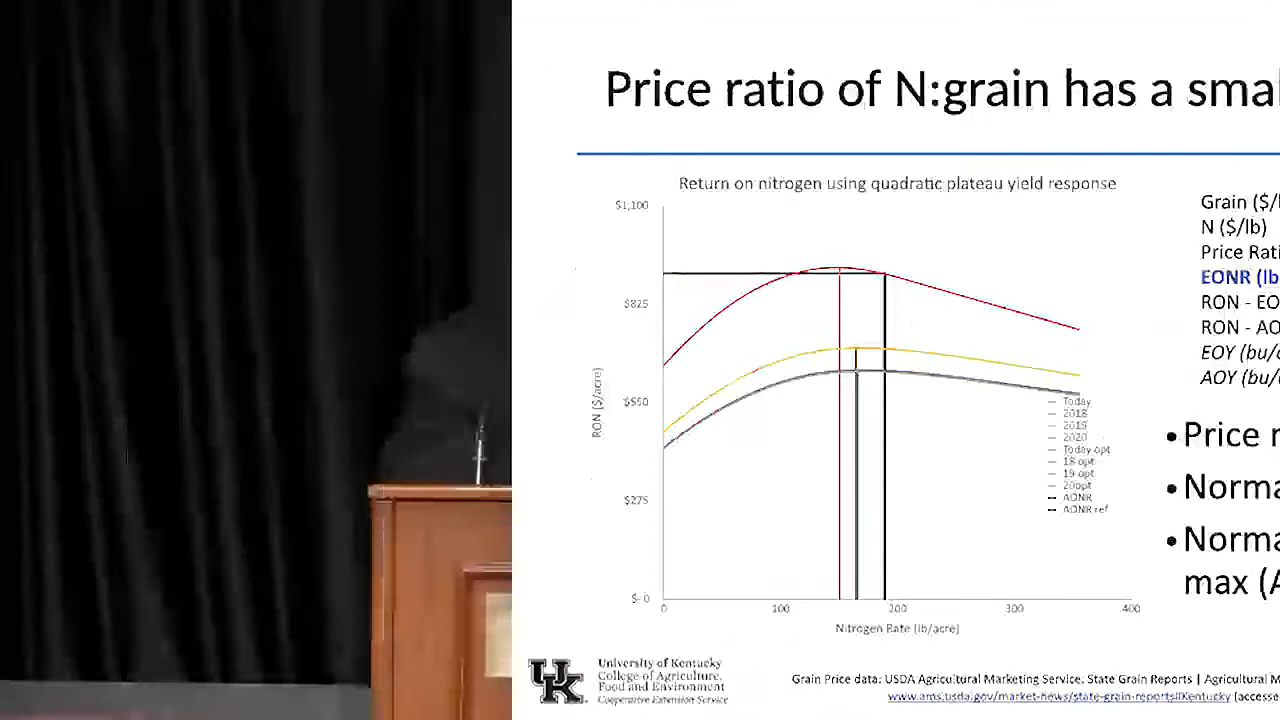 Price ratio of N:grain has a smal
Return on nitrogen using quadratic plateau yield response
$1,100
$825
$550
$275
$- 0
0
100
200
300
400
RON ($/acre)
Nitrogen Rate (lb/acre)
Today
2018
2019
2020
Today opt
18 opt
19 opt
20opt
AONR
AONR ref
Grain ($/
N ($/lb)
Price Rati
EONR (lb
RON - EO
RON - AO
EOY (bu/
AOY (bu/
•Price
•Norma
•Norma
max (A
UK
University of Kentucky
College of Agriculture,
Food and Environment
Cooperative Extension Service
Grain Price data: USDA Agricultural Marketing Service. State Grain Reports | Agricultural M
www.ams.usda.gov/market-news/state-grain-reports#Kentucky (accesse